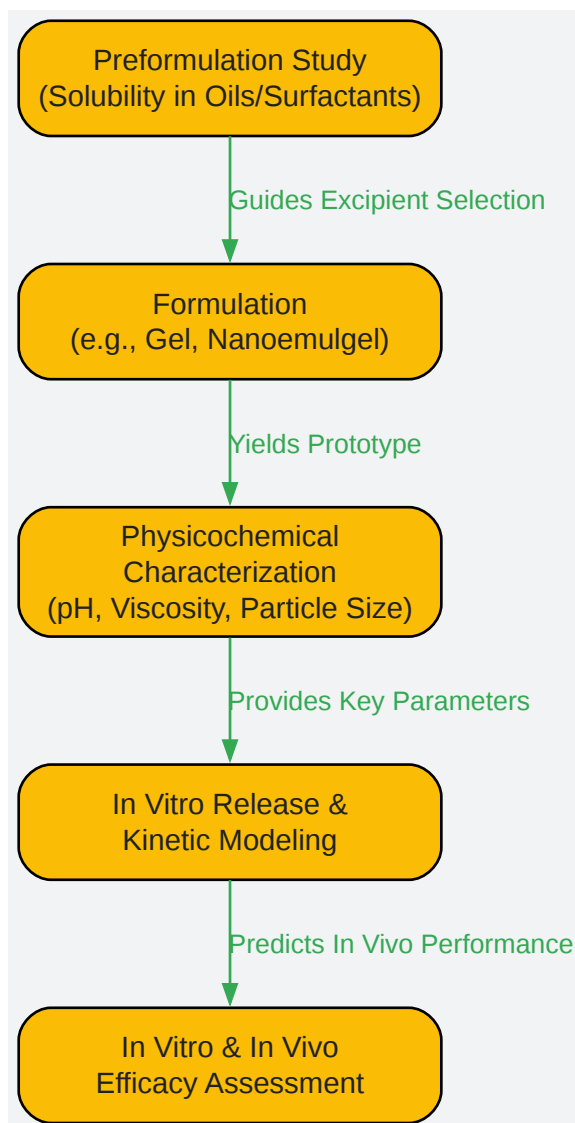 Preformulation Study
(Solubility in Oils/Surfactants)
Guides Excipient Selection
Formulation
(e.g., Gel, Nanoemulgel)
Yields Prototype
Physicochemical
Characterization
(pH, Viscosity, Particle Size)
Provides Key Parameters
In Vitro Release &
Kinetic Modeling
Predicts In Vivo Performance
In Vitro & In Vivo
Efficacy Assessment